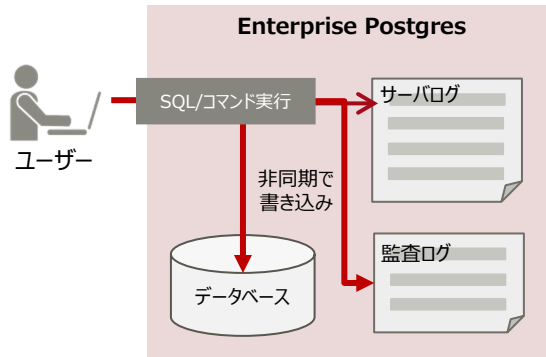 Enterprise Postgres
SQL/コマンド実行
サーバログ
ユーザー
非同期で
書き込み
監査ログ
データベース